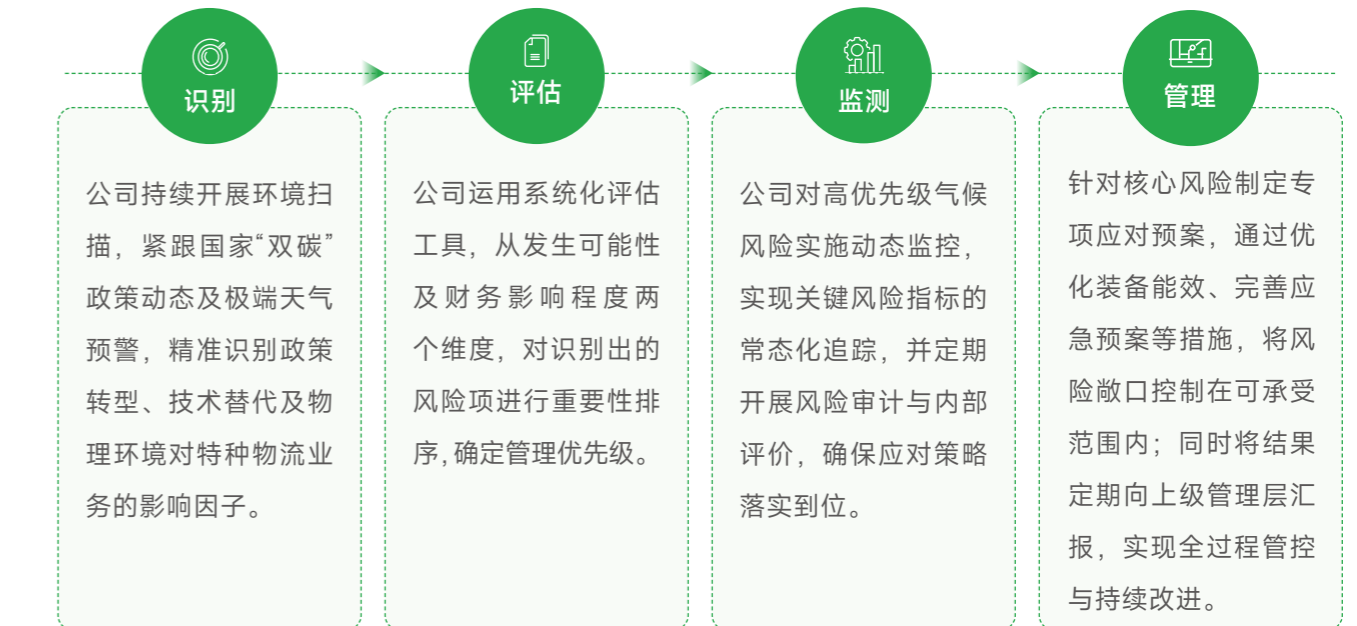 识别
公司持续开展环境扫
描，紧跟国家“双碳”
政策动态及极端天气
预警，精准识别政策
转型、技术替代及物
理环境对特种物流业
务的影响因子。
评估
公司运用系统化评估
工具，从发生可能性
及财务影响程度两
个维度，对识别出的
风险项进行重要性排
序，确定管理优先级。
监测
公司对高优先级气候
风险实施动态监控，
实现关键风险指标的
常态化追踪，并定期
开展风险审计与内部
评价，确保应对策略
落实到位。
管理
针对核心风险制定专
项应对预案，通过优
化装备能效、完善应
急预案等措施，将风
险敞口控制在可承受
范围内；同时将结果
定期向上级管理层汇
报，实现全过程管控
与持续改进。